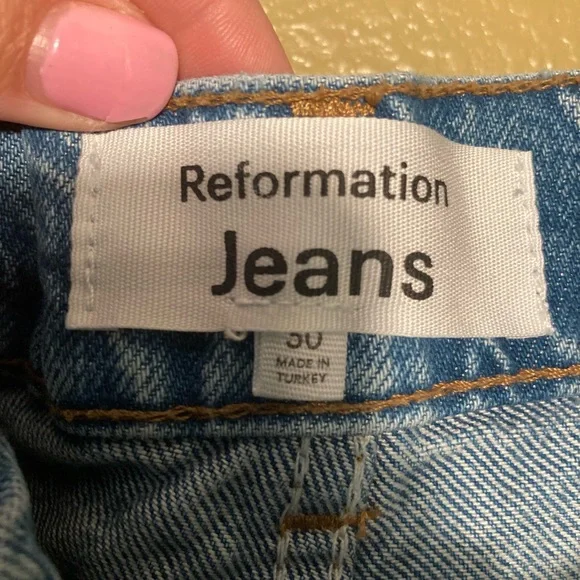 Reformation
Jeans
30
MADE IN
TURKEY